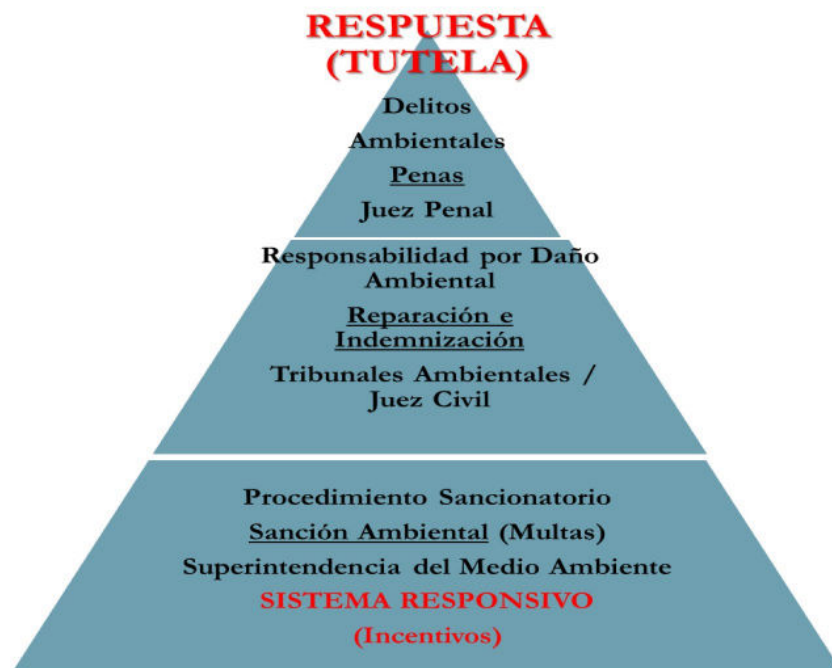 RESPUESTA
(TUTELA)
Delitos
Ambientales
Penas
Juez Penal
Responsabilidad por Daño
Ambiental
Reparación e
Indemnización
Tribunales Ambientales /
Juez Civil
Procedimiento Sancionatorio
Sanción Ambiental (Multas)
Superintendencia del Medio Ambiente
SISTEMA RESPONSIVO
(Incentivos)